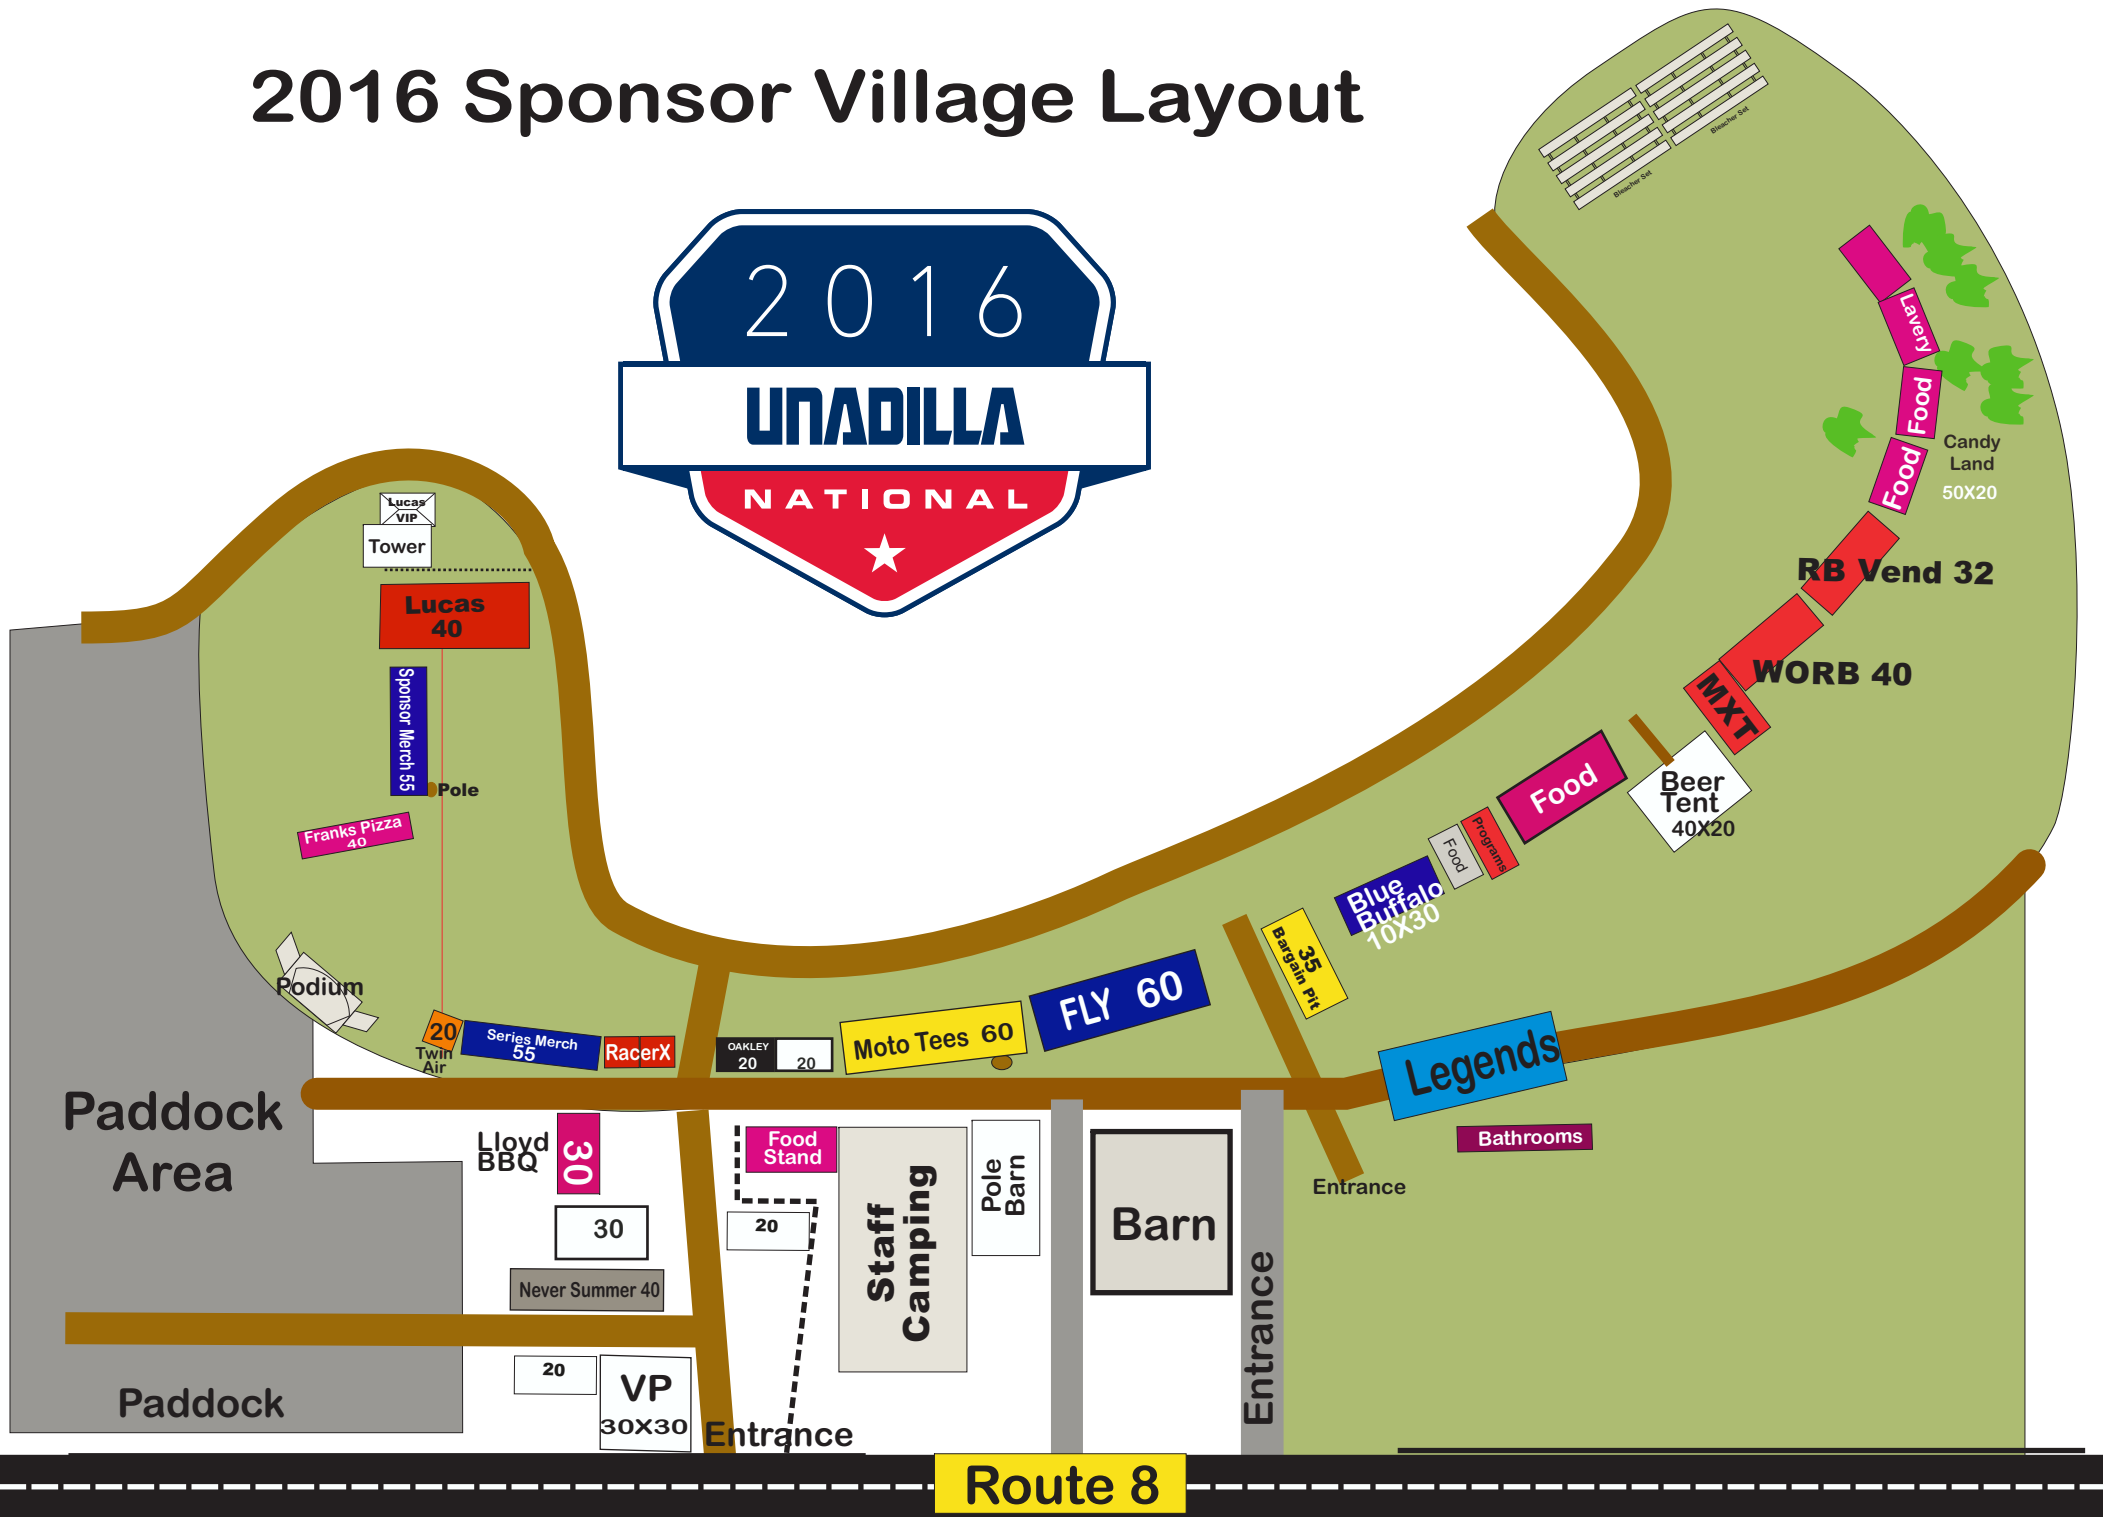 2016 Sponsor Village Layout
2016
UNADILLA
NATIONAL
Bleacher Set
Bleacher Set
Lavery
Food
Food
Candy
Land
50X20
RB Vend 32
WORB 40
MXT
Beer
Tent
40X20
Food
Programs
Food
Blue
Buffalo
10X30
35
Bargain Pit
FLY 60
Moto Tees 60
OAKLEY
20
20
RacerX
Series Merch
55
20
Twin
Air
Podium
Franks Pizza
40
Pole
Sponsor Merch 55
Lucas
40
Tower
Lucas
VIP
Legends
Bathrooms
Entrance
Paddock
Area
Lloyd
BBQ
30
30
Never Summer 40
20
VP
30X30
Food
Stand
20
Staff
Camping
Pole
Barn
Barn
Entrance
Paddock
Entrance
Route 8